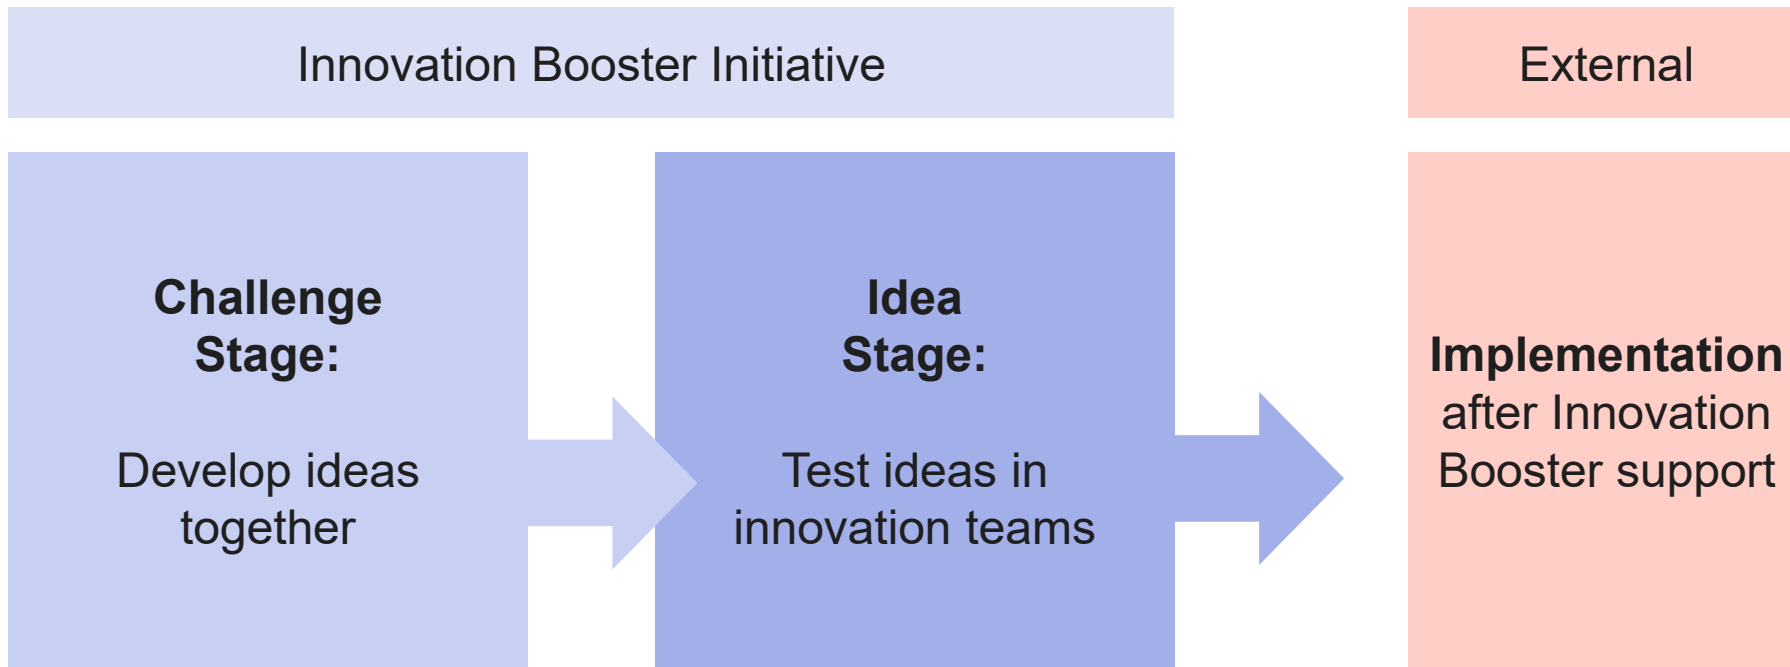 Innovation Booster Initiative
External
Challenge
Stage:
Develop ideas
together
Idea
Stage:
Test ideas in
innovation teams
Implementation
after Innovation
Booster support